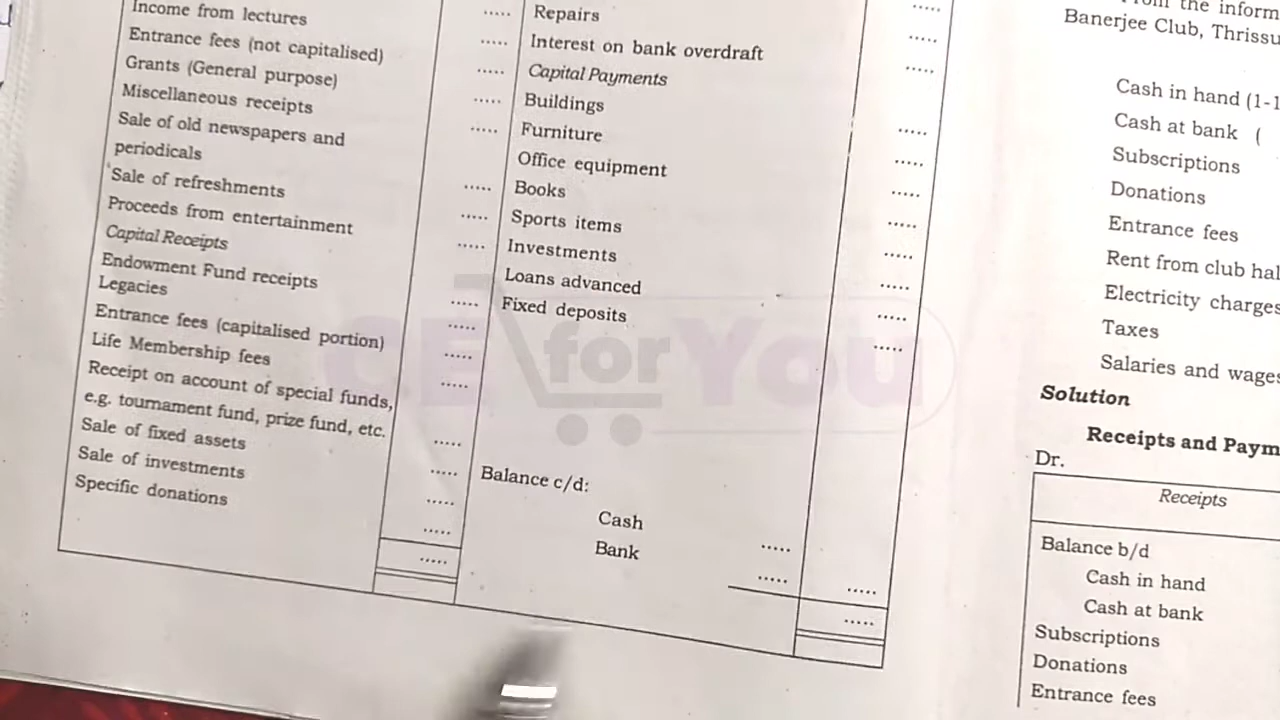 Income from lectures
Entrance fees (not capitalised)
Grants (General purpose)
Miscellaneous receipts
Sale of old newspapers and
periodicals
Sale of refreshments
Proceeds from entertainment
Capital Receipts
Endowment Fund receipts
Legacies
Entrance fees (capitalised portion)
Life Membership fees
Receipt on account of special funds,
e.g. tournament fund, prize fund, etc.
Sale of fixed assets
Sale of investments
Specific donations
Repairs
Interest on bank overdraft
Capital Payments
Buildings
Furniture
Office equipment
Books
Sports items
Investments
Loans advanced
Fixed deposits
Balance c/d:
Cash
Bank
CE for You
the inform
Banerjee Club, Thrissu
Cash in hand (1-1
Cash at bank (
Subscriptions
Donations
Entrance fees
Rent from club hal
Electricity charges
Taxes
Salaries and wages
Solution
Receipts and Paym
Dr.
Receipts
Balance b/d
Cash in hand
Cash at bank
Subscriptions
Donations
Entrance fees